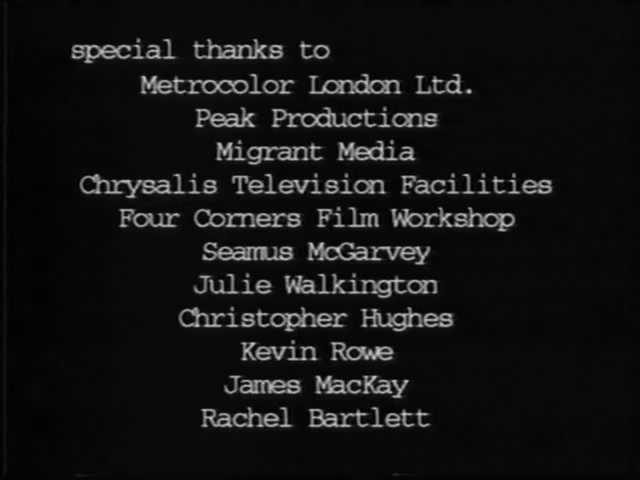 special thanks to
Metrocolor London Ltd.
Peak Productions
Migrant Media
Chrysalis Television Facilities
Four Corners Film Workshop
Seamus McGarvey
Julie Walkington
Christopher Hughes
Kevin Rowe
James MacKay
Rachel Bartlett